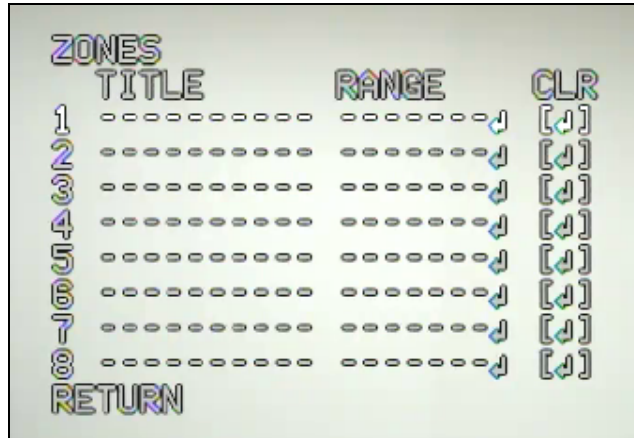 ZONES
TITLE RANGE CLR
1 ---------- -------↲ [↲]
2 ---------- -------↲ [↲]
3 ---------- -------↲ [↲]
4 ---------- -------↲ [↲]
5 ---------- -------↲ [↲]
6 ---------- -------↲ [↲]
7 ---------- -------↲ [↲]
8 ---------- -------↲ [↲]
RETURN